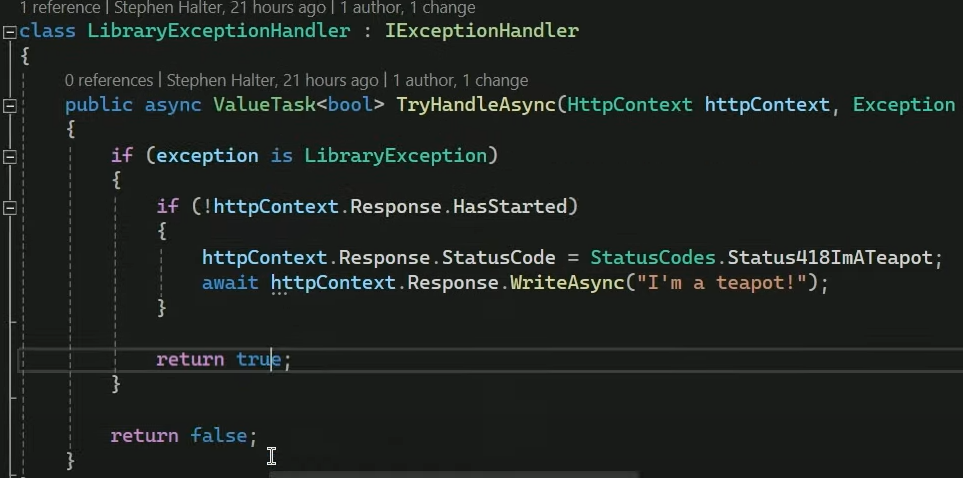 1 reference | Stephen Halter, 21 hours ago | 1 author, 1 change
class LibraryExceptionHandler : IExceptionHandler
{
0 references | Stephen Halter, 21 hours ago | 1 author, 1 change
public async ValueTask<bool> TryHandleAsync(HttpContext httpContext, Exception
{
if (exception is LibraryException)
{
if (!httpContext.Response.HasStarted)
{
httpContext.Response.StatusCode = StatusCodes.Status418ImATeapot;
await httpContext.Response.WriteAsync("I'm a teapot!");
}
return true;
}
return false;
}